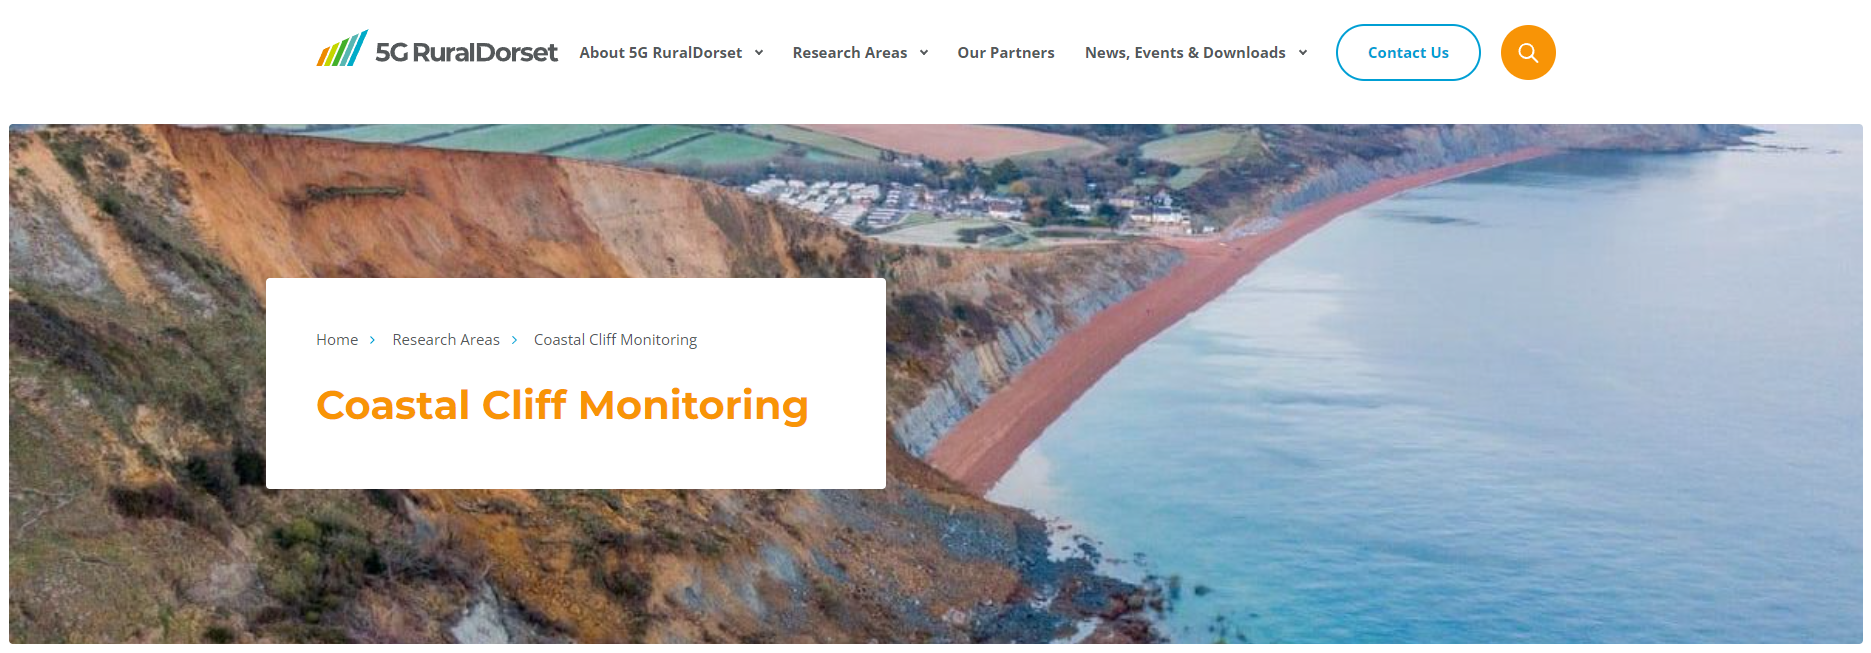 5G RuralDorset
About 5G RuralDorset
Research Areas
Our Partners
News, Events & Downloads
Contact Us
Home > Research Areas > Coastal Cliff Monitoring
Coastal Cliff Monitoring